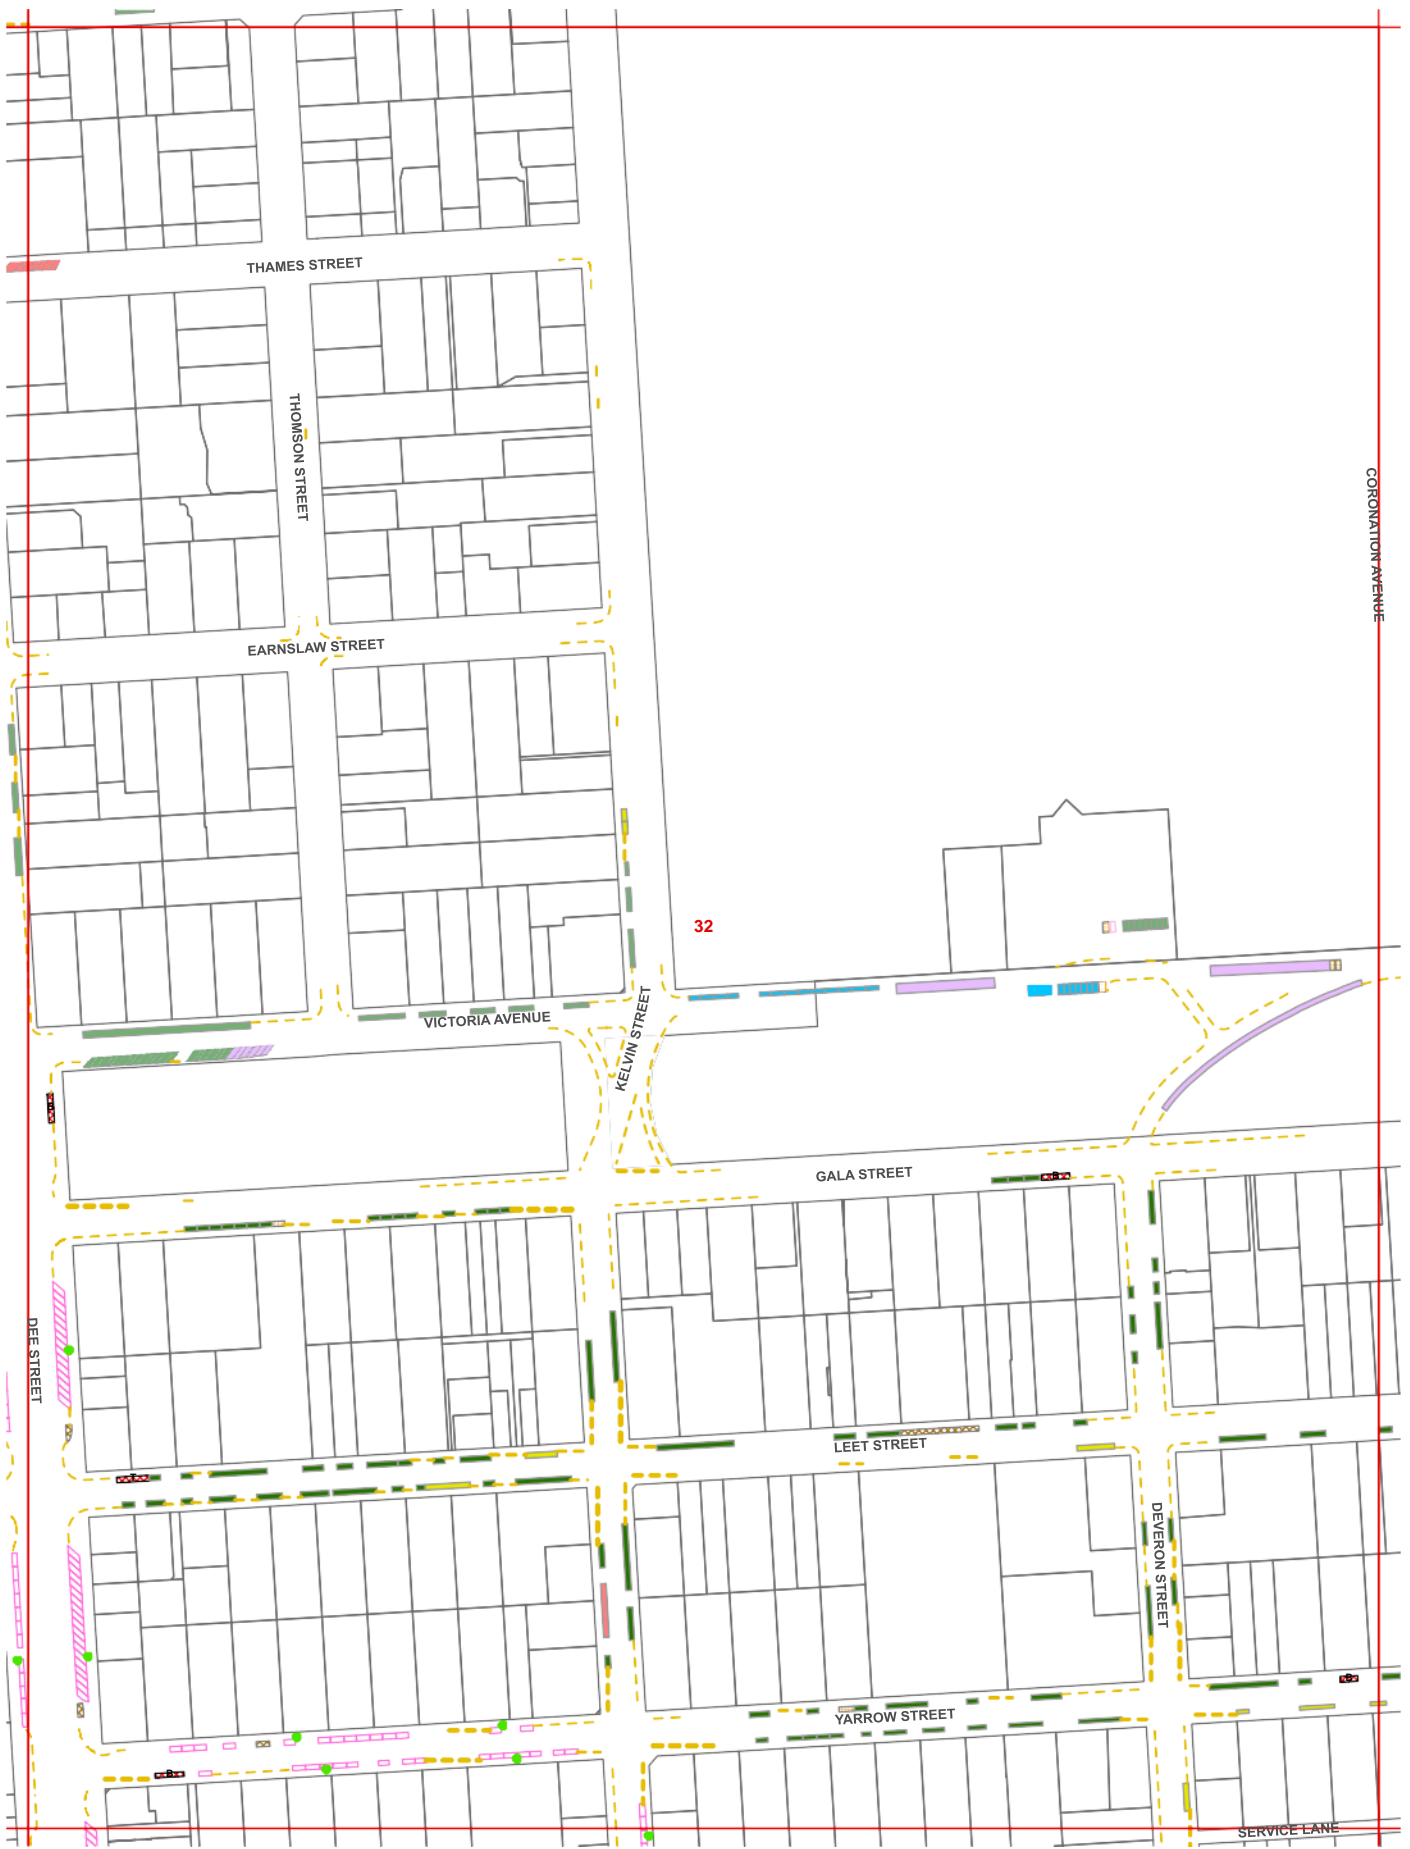 THAMES STREET
THOMSON STREET
CORONATION AVENUE
EARNSLAW STREET
32
VICTORIA AVENUE
KELVIN STREET
B
GALA STREET
B
DEE STREET
LEET STREET
T
DEVERON STREET
B
YARROW STREET
B
SERVICE LANE